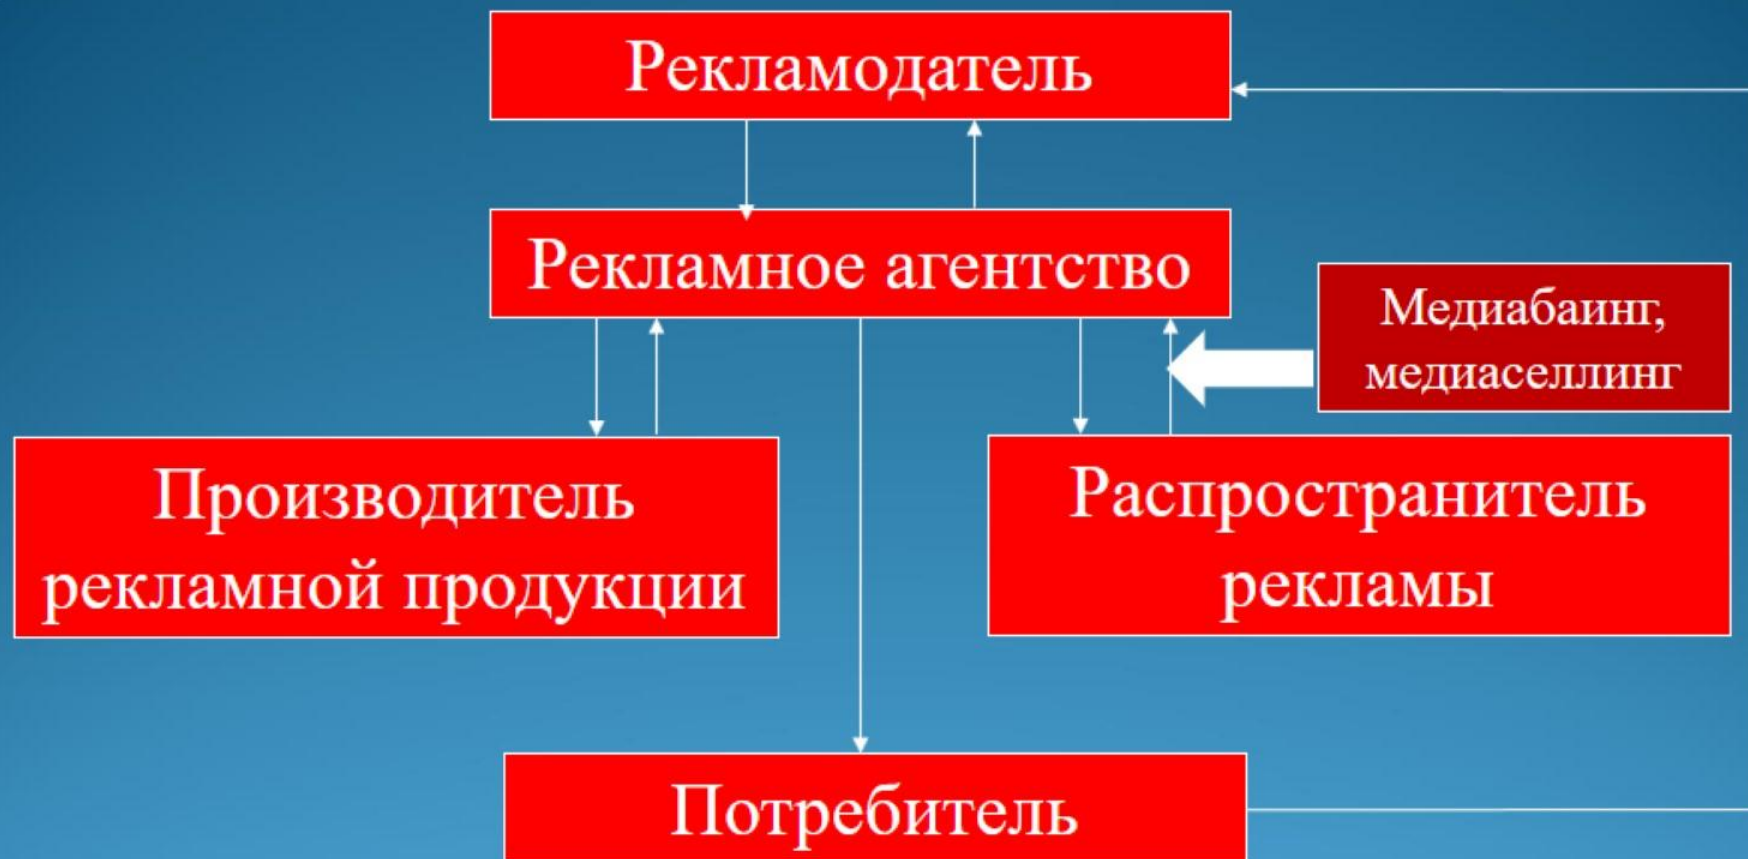 Рекламодатель
Рекламное агентство
Медиабаинг,
медиаселлинг
Производитель
рекламной продукции
Распространитель
рекламы
Потребитель